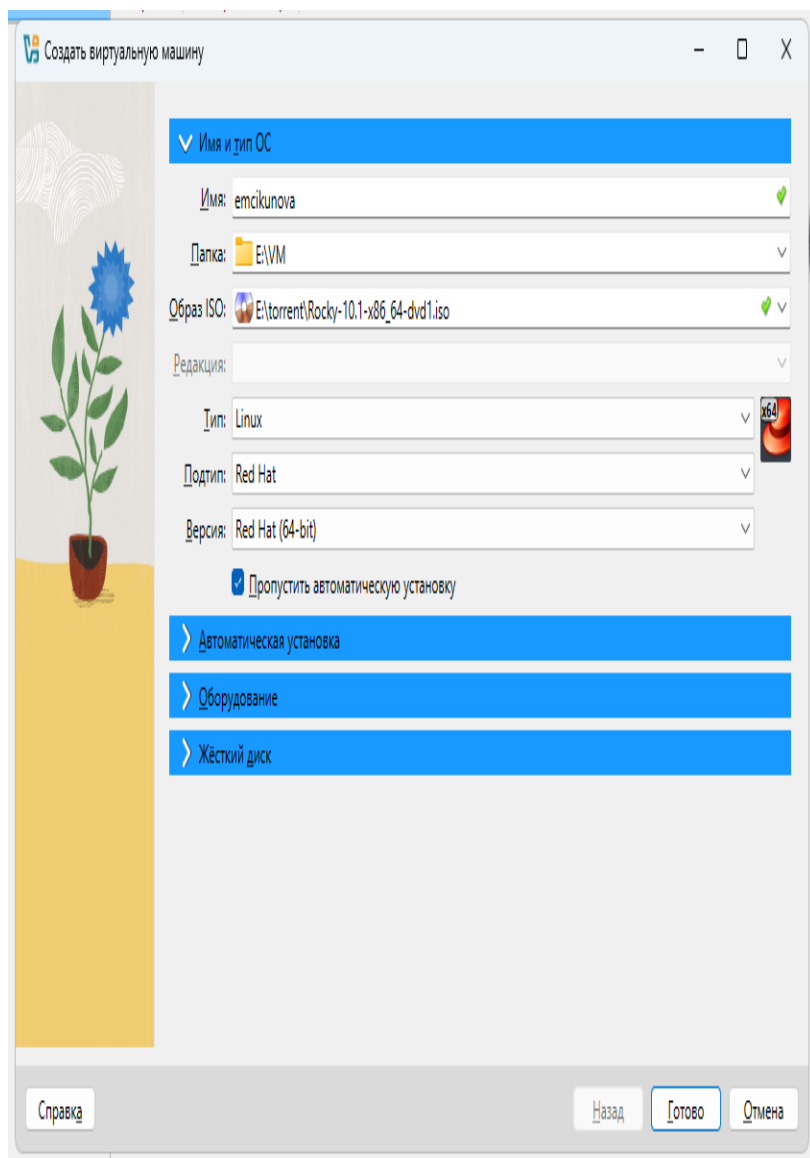 Создать виртуальную машину
Имя и тип ОС
Имя: emcikunova
Папка: E:\VM
Образ ISO: E:\torrent\Rocky-10.1-x86_64-dvd1.iso
Редакция:
Тип: Linux
x64
Подтип: Red Hat
Версия: Red Hat (64-bit)
Пропустить автоматическую установку
Автоматическая установка
Оборудование
Жёсткий диск
Справка Назад Готово Отмена